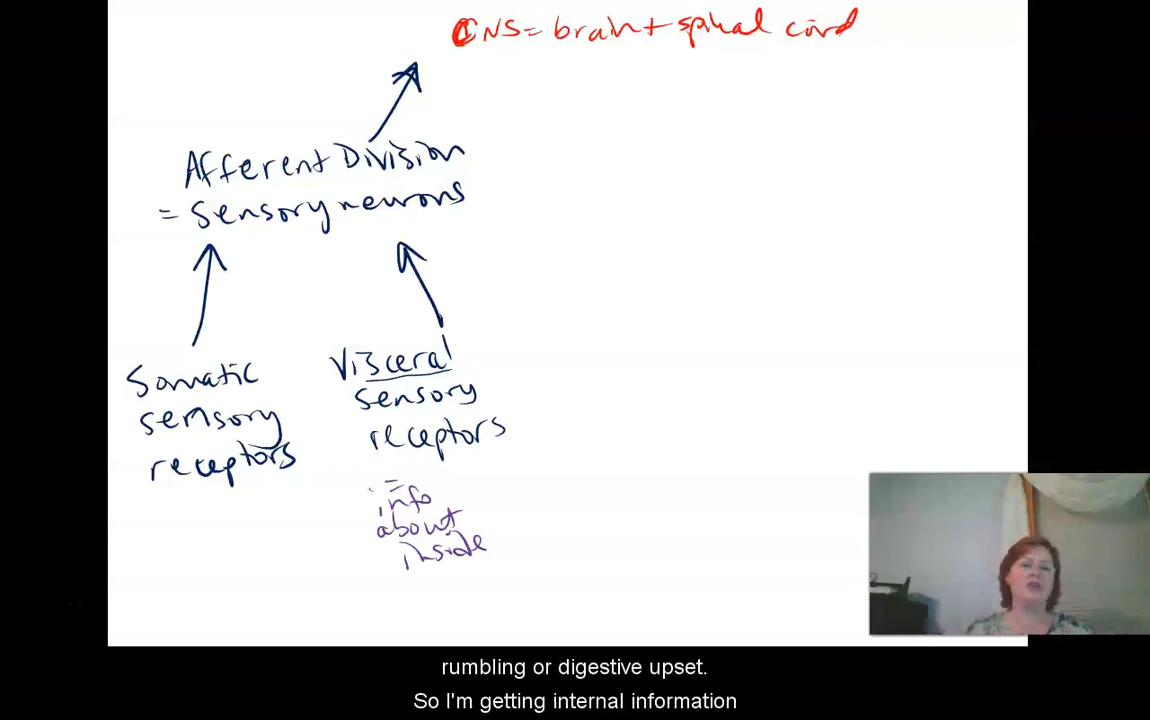 CNS = brain + spinal cord
Afferent Division
= Sensory neurons
Somatic
sensory
receptors
Visceral
sensory
receptors
= info
about
inside
rumbling or digestive upset.
So I'm getting internal information